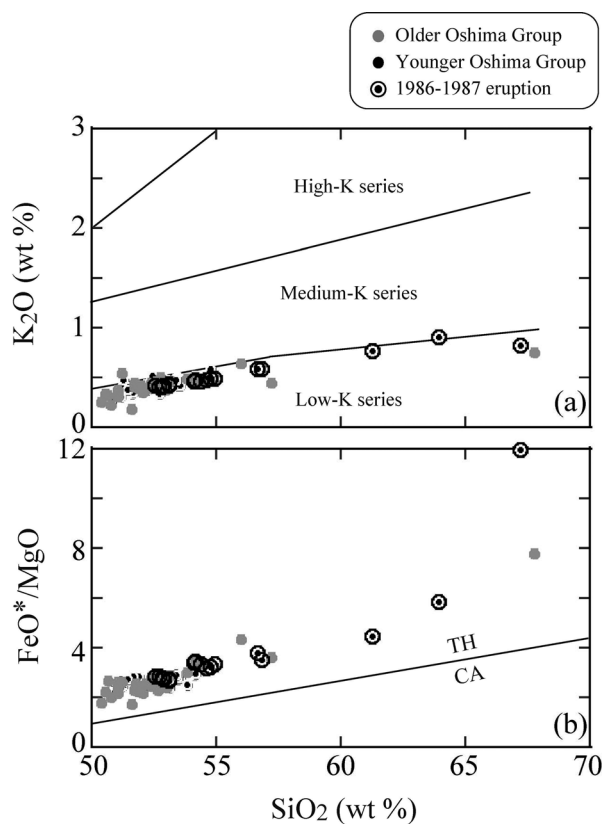 Older Oshima Group
Younger Oshima Group
1986-1987 eruption
3
2
1
0
K₂O (wt %)
High-K series
Medium-K series
Low-K series
(a)
12
8
4
0
FeO*/MgO
TH
CA
(b)
50 55 60 65 70
SiO₂ (wt %)